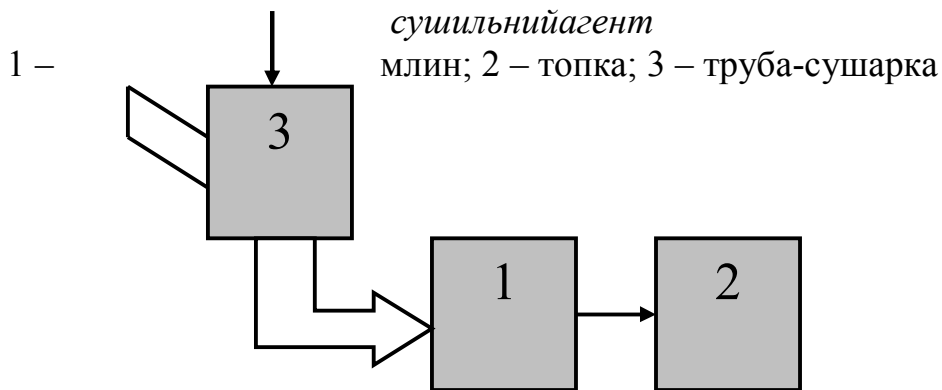 сушильнийагент
1 – млин; 2 – топка; 3 – труба-сушарка
3
1 2